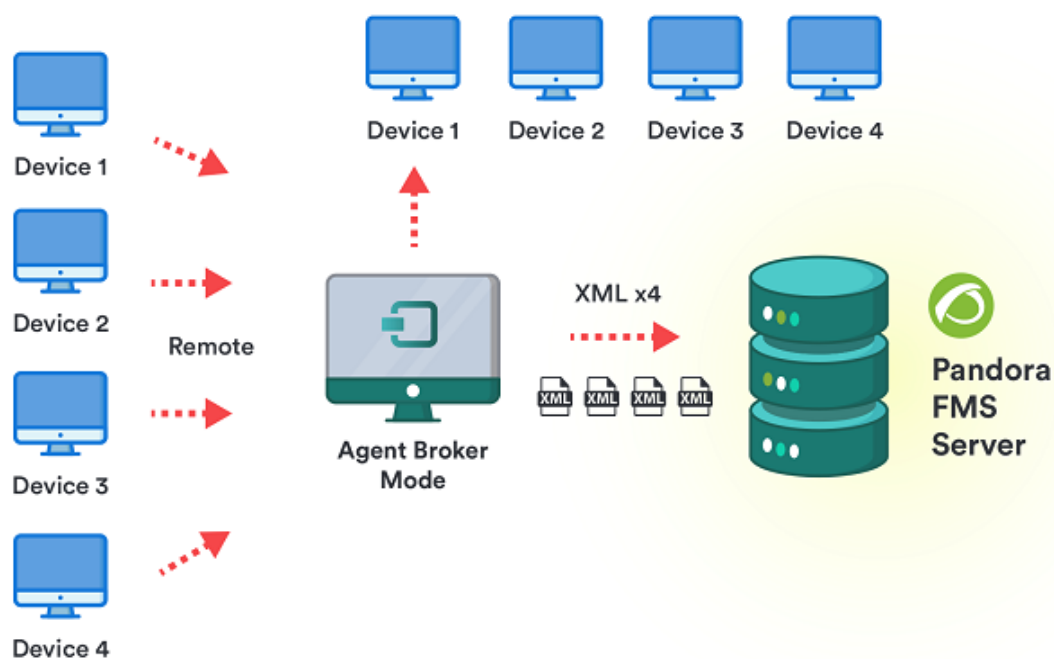 Device 1
Device 2
Device 3
Device 4
Device 1
Device 2
Remote
Device 3
Device 4
Agent Broker
Mode
XML x4
XML
XML
XML
XML
Pandora
FMS
Server